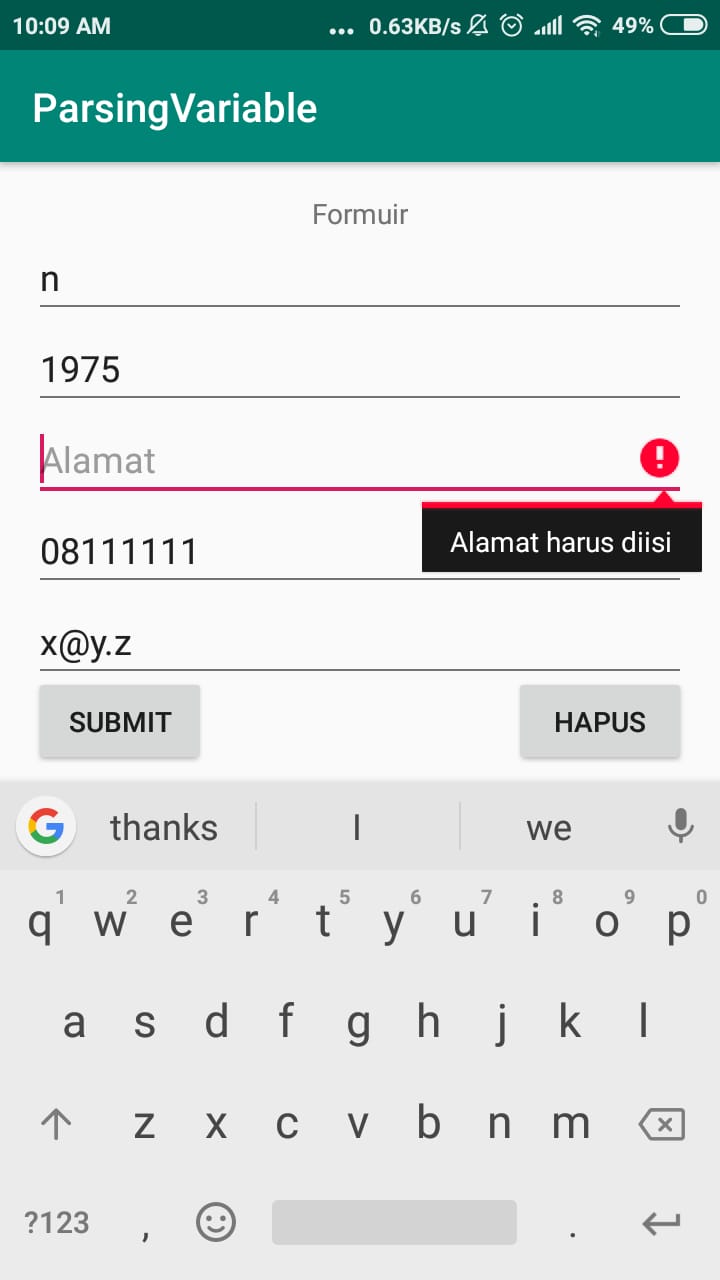 10:09 AM ... 0.63KB/s 49%
ParsingVariable
Formuir
n
1975
Alamat
08111111
Alamat harus diisi
x@y.z
SUBMIT HAPUS
G thanks I we
1 2 3 4 5 6 7 8 9 0
q w e r t y u i o p
a s d f g h j k l
z x c v b n m
?123 , .